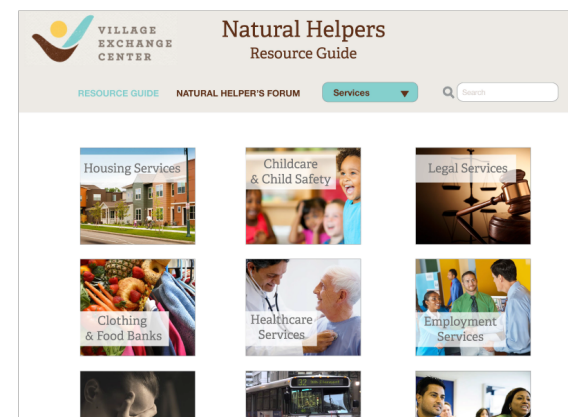 VILLAGE
EXCHANGE
CENTER
Natural Helpers
Resource Guide
RESOURCE GUIDE
NATURAL HELPER'S FORUM
Services
Search
Housing Services
Childcare
& Child Safety
Legal Services
Clothing
& Food Banks
Healthcare
Services
Employment
Services
32